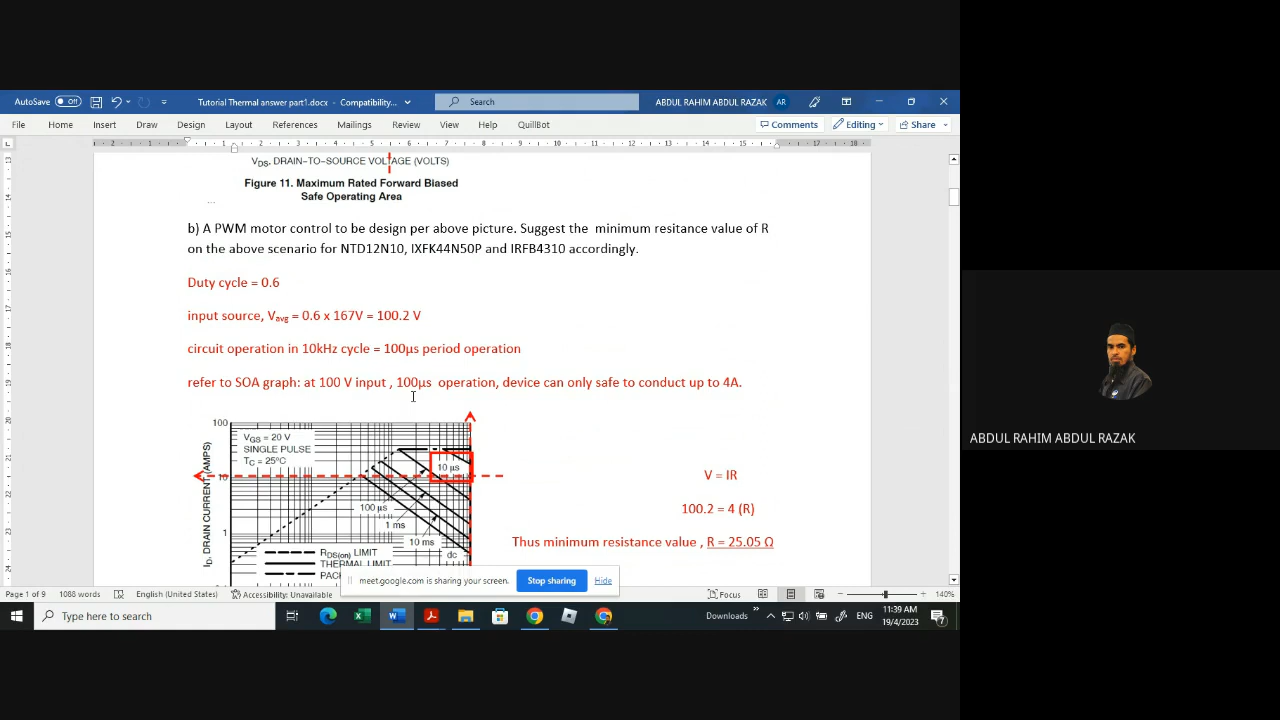 AutoSave Off
Tutorial Thermal answer part1.docx - Compatibility...
Search
ABDUL RAHIM ABDUL RAZAK AR
File Home Insert Draw Design Layout References Mailings Review View Help QuillBot
Comments Editing Share
VDS, DRAIN−TO−SOURCE VOLTAGE (VOLTS)
Figure 11. Maximum Rated Forward Biased
Safe Operating Area
b) A PWM motor control to be design per above picture. Suggest the minimum resitance value of R
on the above scenario for NTD12N10, IXFK44N50P and IRFB4310 accordingly.
Duty cycle = 0.6
input source, Vavg = 0.6 x 167V = 100.2 V
circuit operation in 10kHz cycle = 100µs period operation
refer to SOA graph: at 100 V input , 100µs operation, device can only safe to conduct up to 4A.
100
VGS = 20 V
SINGLE PULSE
TC = 25°C
10 µs
10
100 µs
1 ms
1
10 ms
dc
ID, DRAIN CURRENT (AMPS)
RDS(on) LIMIT
THERMAL LIMIT
V = IR
100.2 = 4 (R)
Thus minimum resistance value , R = 25.05 Ω
meet.google.com is sharing your screen. Stop sharing Hide
Page 1 of 9 1088 words English (United States) Accessibility: Unavailable Focus 140%
Type here to search
Downloads ENG 11:39 AM
19/4/2023
ABDUL RAHIM ABDUL RAZAK